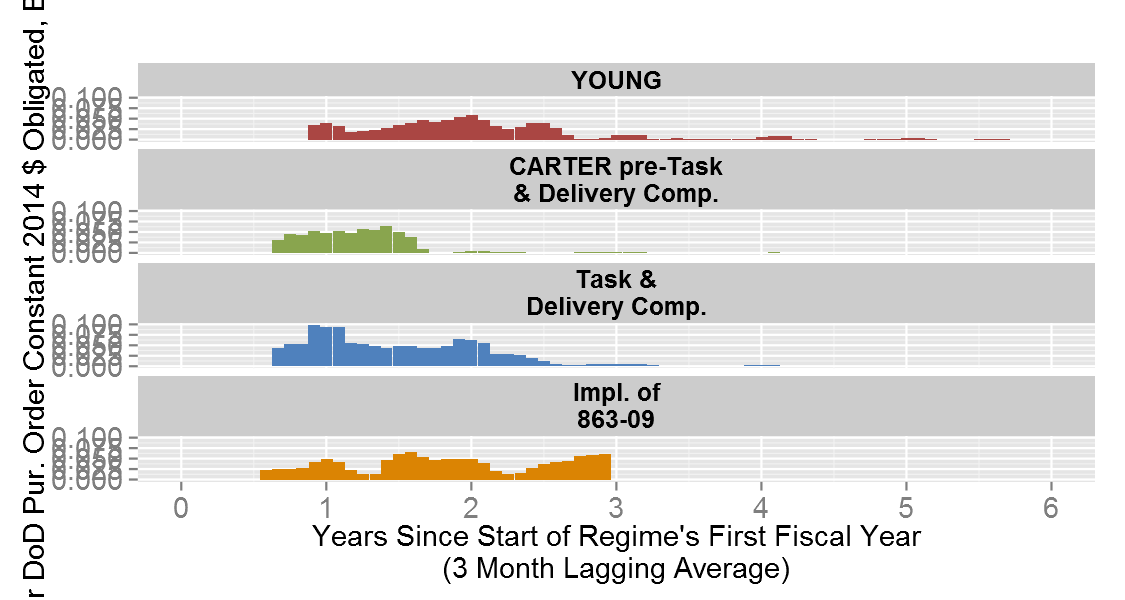 r DoD Pur. Order Constant 2014 $ Obligated, E
YOUNG
0.100
0.000
CARTER pre-Task
& Delivery Comp.
0.100
0.000
Task &
Delivery Comp.
0.100
0.000
Impl. of
863-09
0.100
0.000
0 1 2 3 4 5 6
Years Since Start of Regime's First Fiscal Year
(3 Month Lagging Average)